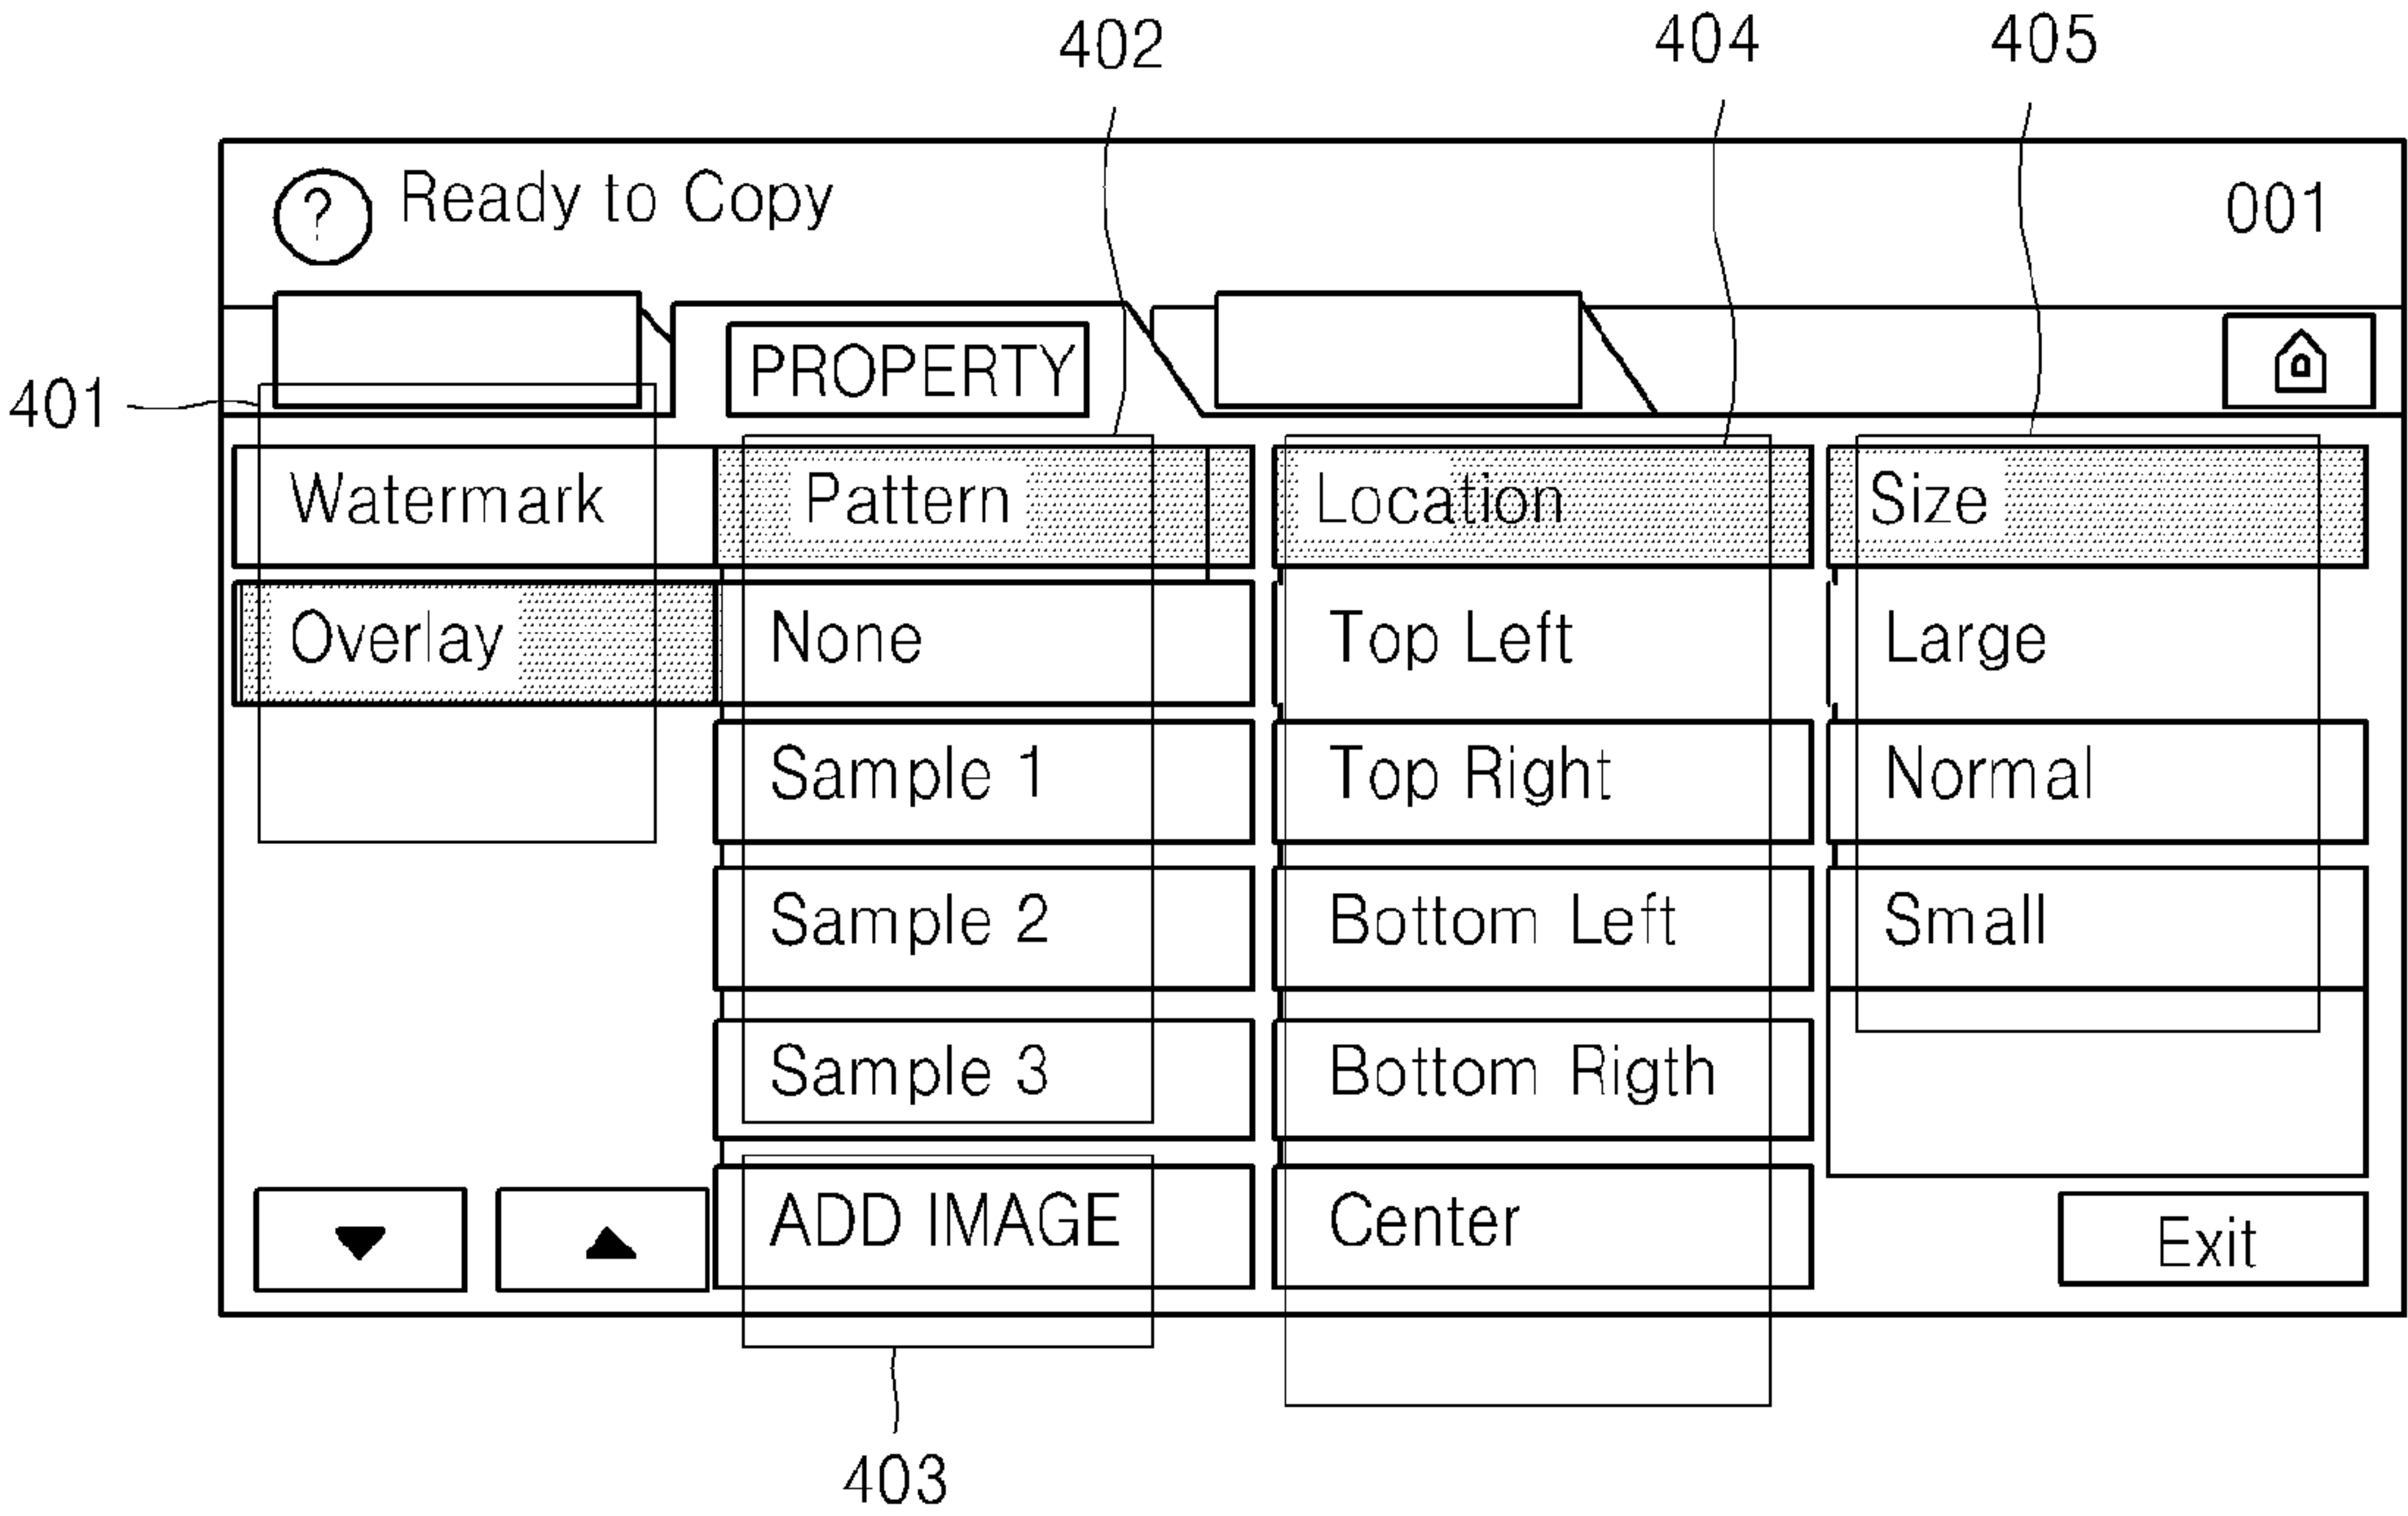 402 404 405
? Ready to Copy 001
PROPERTY
401
Watermark Pattern Location Size
Overlay None Top Left Large
Sample 1 Top Right Normal
Sample 2 Bottom Left Small
Sample 3 Bottom Rigth
ADD IMAGE Center Exit
403